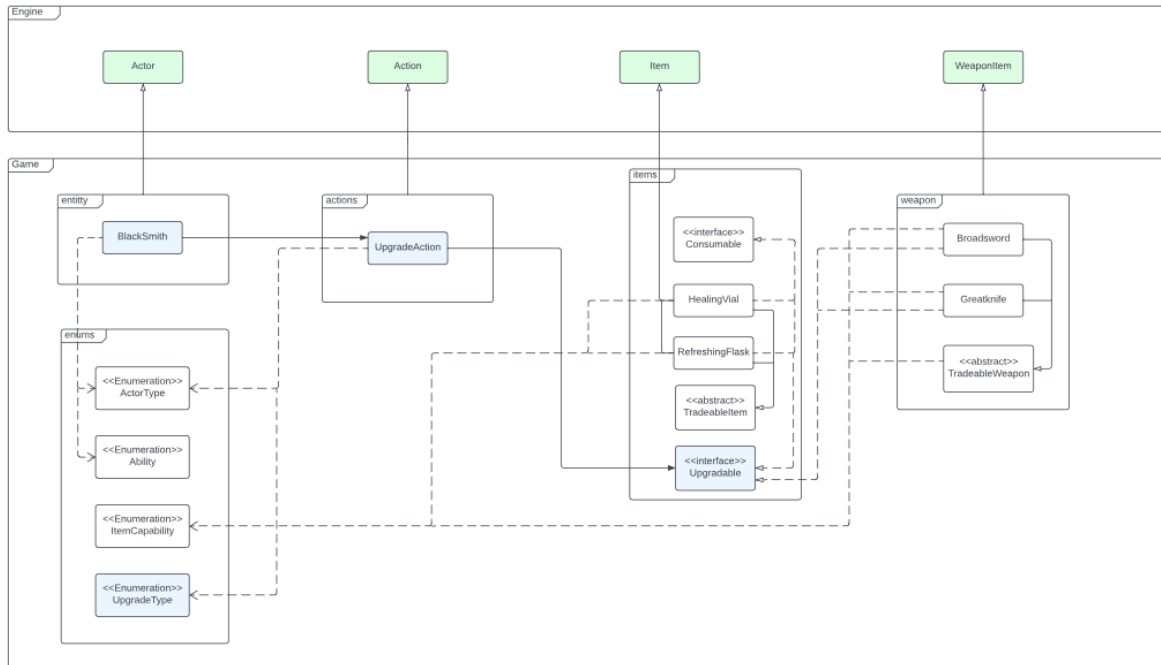 Engine
Actor
Action
Item
WeaponItem
Game
entitty
BlackSmith
actions
UpgradeAction
items
<<interface>>
Consumable
HealingVial
RefreshingFlask
<<abstract>>
TradeableItem
<<interface>>
Upgradable
weapon
Broadsword
Greatknife
<<abstract>>
TradeableWeapon
enums
<<Enumeration>>
ActorType
<<Enumeration>>
Ability
<<Enumeration>>
ItemCapability
<<Enumeration>>
UpgradeType